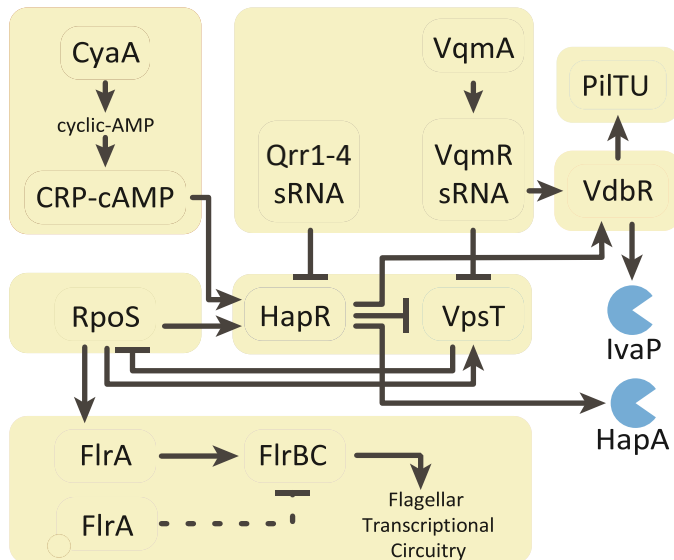 CyaA
cyclic-AMP
CRP-cAMP
VqmA
Qrr1-4
sRNA
VqmR
sRNA
PilTU
VdbR
RpoS
HapR
VpsT
IvaP
HapA
FlrA
FlrBC
FlrA
Flagellar
Transcriptional
Circuitry